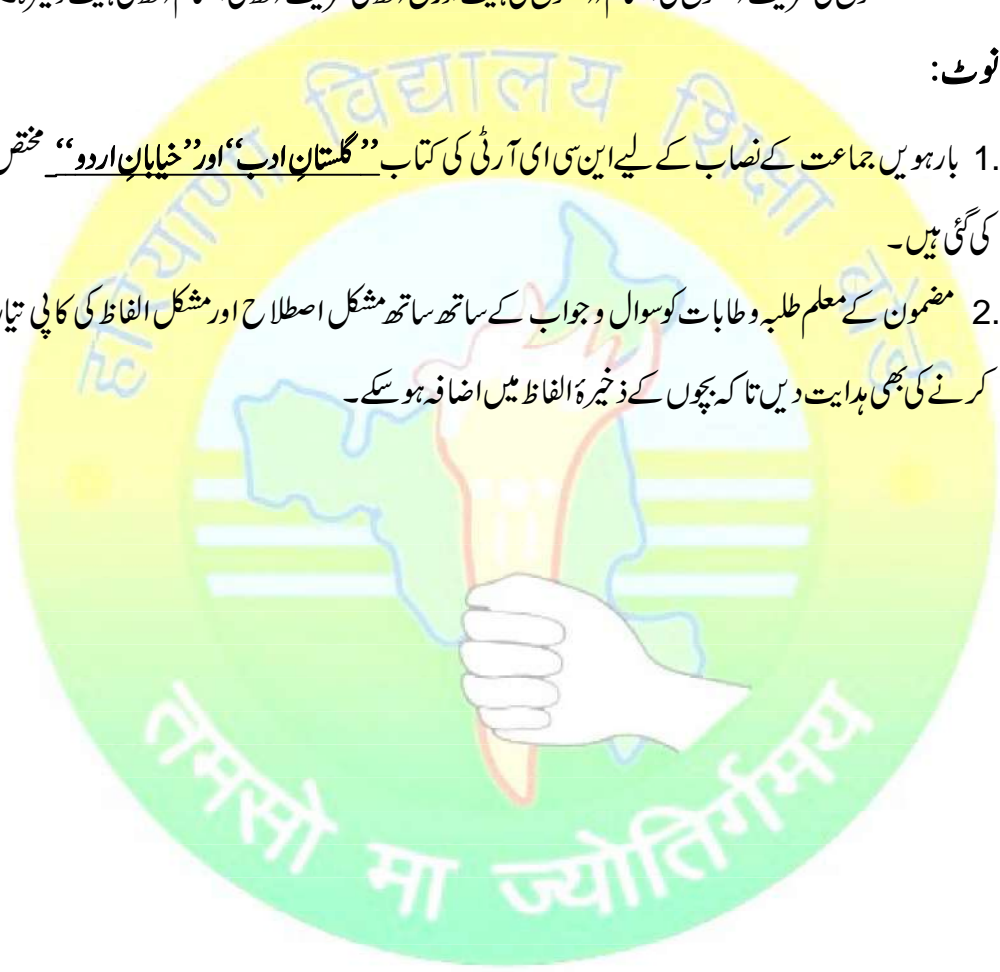 نوٹ:
1. بارہویں جماعت کے نصاب کے لیے این سی ای آر ٹی کی کتاب ’’گلستانِ ادب‘‘ اور ’’خیابانِ اردو‘‘ مختص
کی گئی ہیں۔
2. مضمون کے معلم طلبہ و طابات کو سوال و جواب کے ساتھ ساتھ مشکل اصطلاح اور مشکل الفاظ کی کاپی تیار
کرنے کی بھی ہدایت دیں تاکہ بچوں کے ذخیرۂ الفاظ میں اضافہ ہو سکے۔
हरियाणा विद्यालय शिक्षा बोर्ड
तमसो मा ज्योतिर्गमय